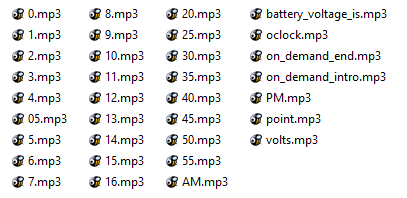 0.mp3
1.mp3
2.mp3
3.mp3
4.mp3
05.mp3
5.mp3
6.mp3
7.mp3
8.mp3
9.mp3
10.mp3
11.mp3
12.mp3
13.mp3
14.mp3
15.mp3
16.mp3
20.mp3
25.mp3
30.mp3
35.mp3
40.mp3
45.mp3
50.mp3
55.mp3
AM.mp3
battery_voltage_is.mp3
oclock.mp3
on_demand_end.mp3
on_demand_intro.mp3
PM.mp3
point.mp3
volts.mp3